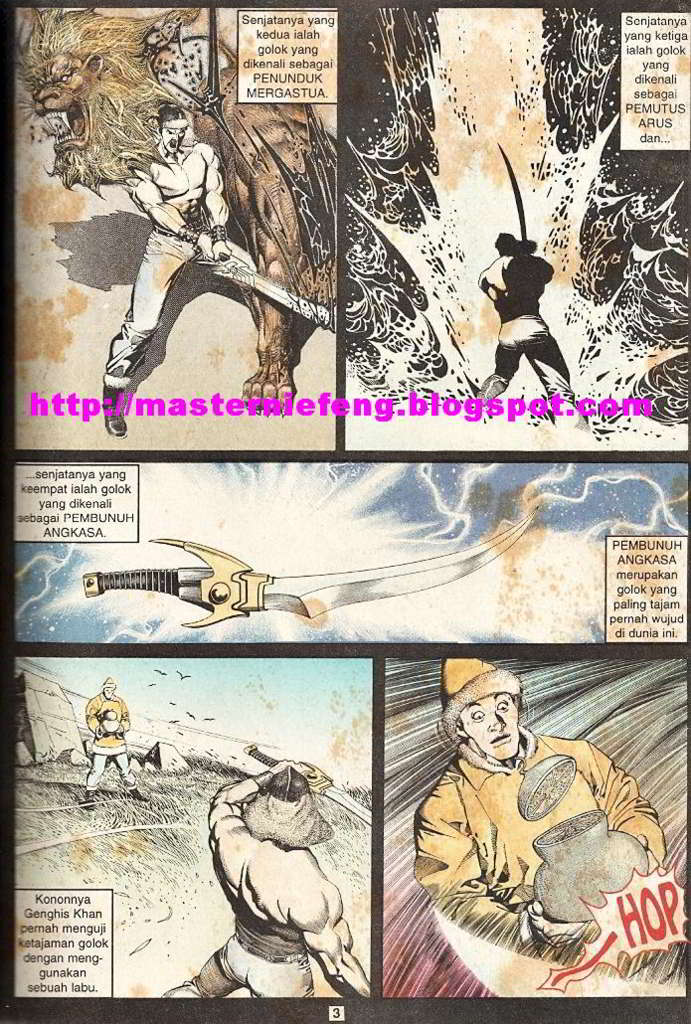 Senjatanya yang
kedua ialah
golok yang
dikenali sebagai
PENUNDUK
MERGASTUA.
Senjatanya
yang ketiga
ialah golok
yang
dikenali
sebagai
PEMUTUS
ARUS
dan...
http://masterniefeng.blogspot.com
...senjatanya yang
keempat ialah golok
yang dikenali
sebagai PEMBUNUH
ANGKASA.
PEMBUNUH
ANGKASA
merupakan
golok yang
paling tajam
pernah wujud
di dunia ini.
Kononnya
Genghis Khan
pernah menguji
ketajaman golok
dengan meng-
gunakan
sebuah labu.
HOP
3